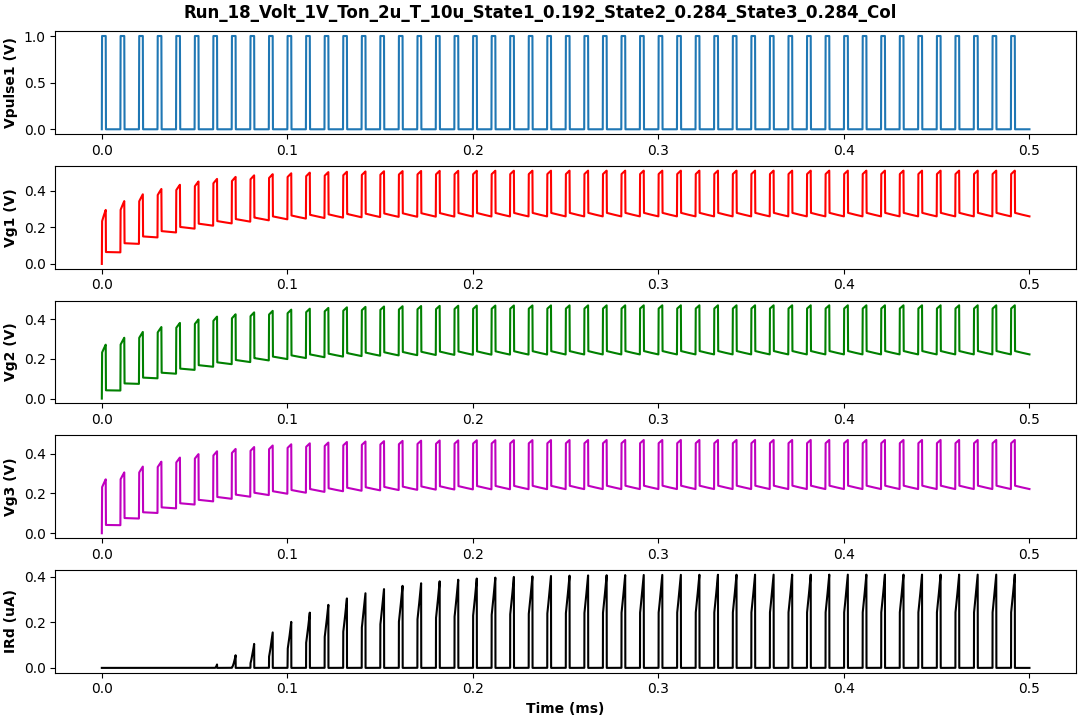 Run_18_Volt_1V_Ton_2u_T_10u_State1_0.192_State2_0.284_State3_0.284_Col
Vpulse1 (V)
1.0
0.5
0.0
0.0 0.1 0.2 0.3 0.4 0.5
Vg1 (V)
0.4
0.2
0.0
0.0 0.1 0.2 0.3 0.4 0.5
Vg2 (V)
0.4
0.2
0.0
0.0 0.1 0.2 0.3 0.4 0.5
Vg3 (V)
0.4
0.2
0.0
0.0 0.1 0.2 0.3 0.4 0.5
IRd (uA)
0.4
0.2
0.0
0.0 0.1 0.2 0.3 0.4 0.5
Time (ms)